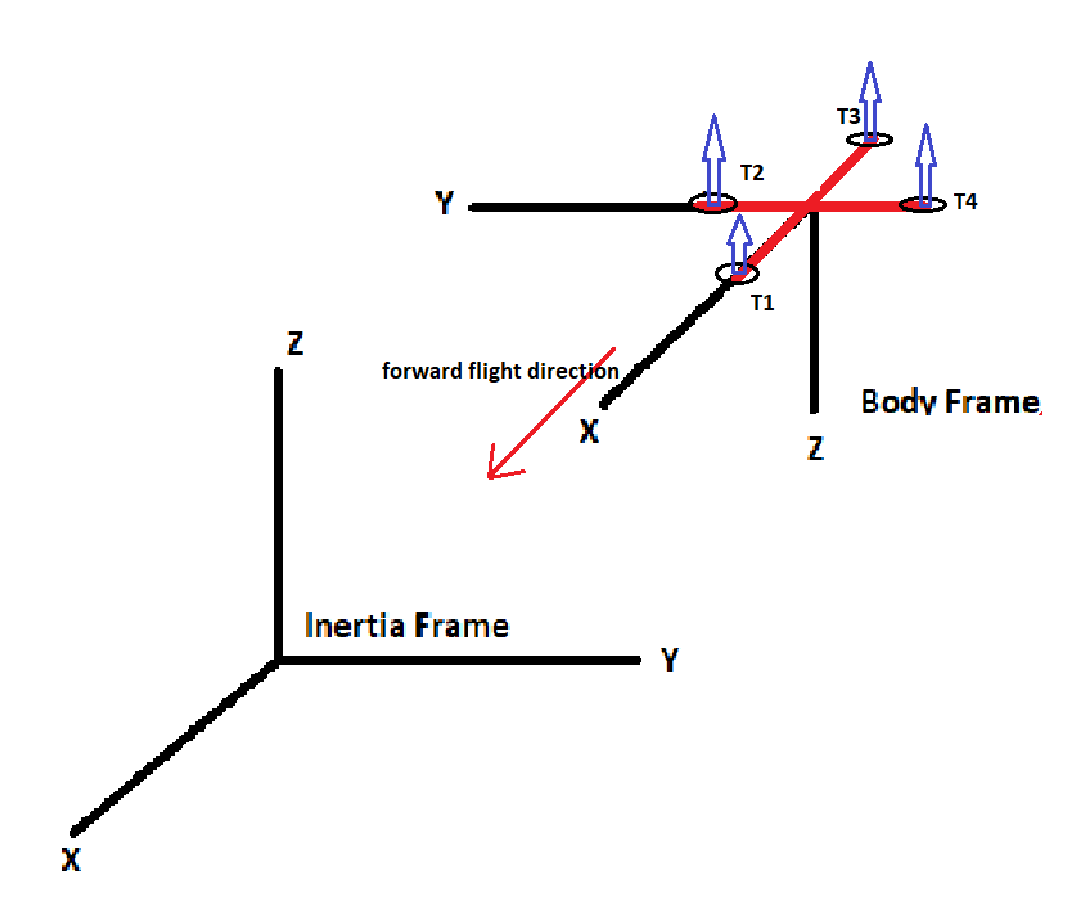 T3
T2
Y
T4
T1
Z
forward flight direction
X
Body Frame
Z
Inertia Frame
Y
X